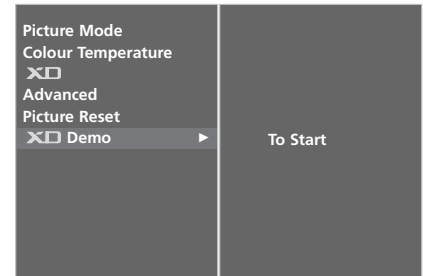 Picture Mode
Colour Temperature
XD
Advanced
Picture Reset
XD Demo ►
To Start